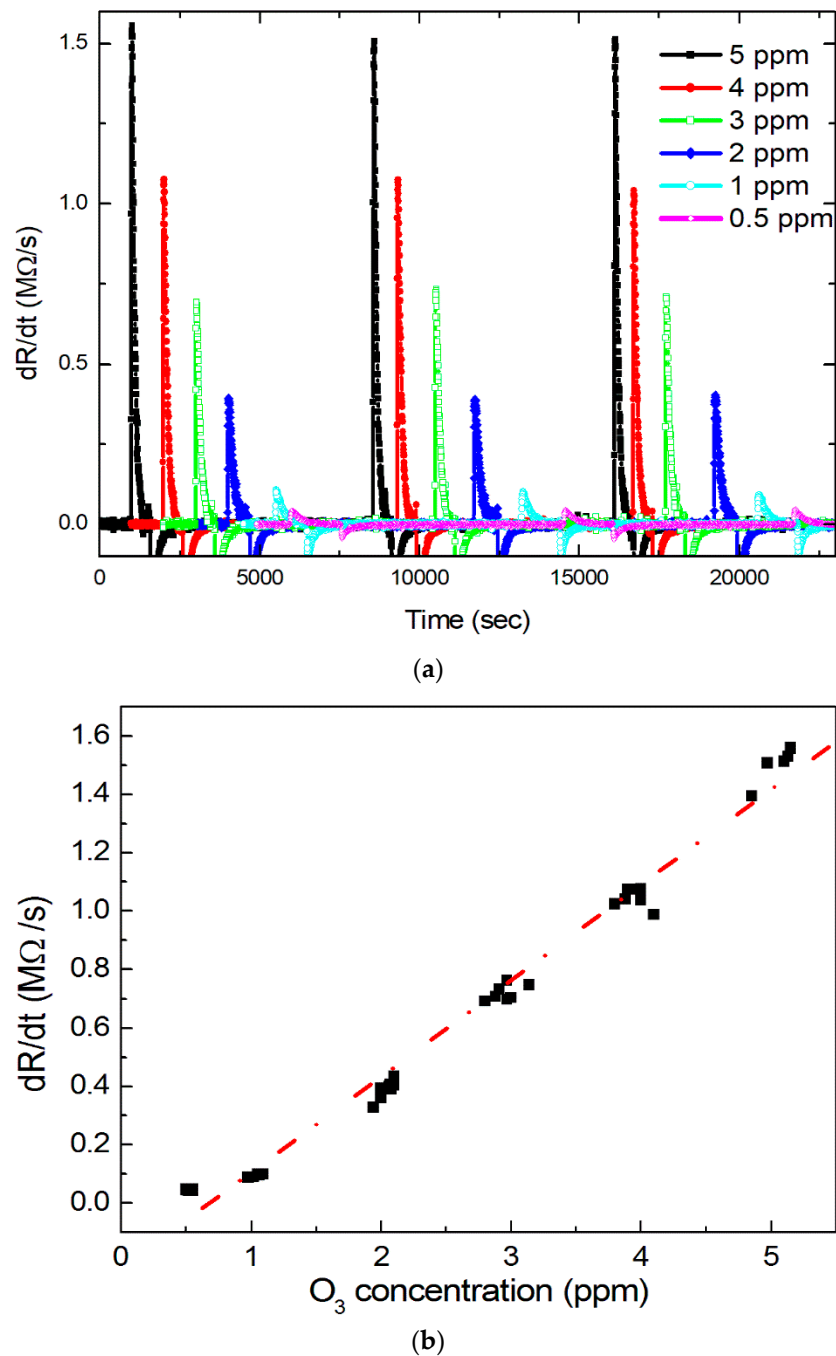 1.5
1.0
0.5
0.0
dR/dt (MΩ/s)
5 ppm
4 ppm
3 ppm
2 ppm
1 ppm
0.5 ppm
0 5000 10000 15000 20000
Time (sec)
(a)
1.6
1.4
1.2
1.0
0.8
0.6
0.4
0.2
0.0
dR/dt (MΩ /s)
0 1 2 3 4 5
O₃ concentration (ppm)
(b)